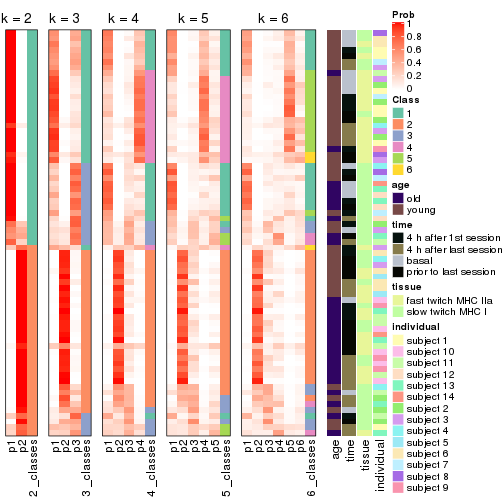 k = 2 k = 3 k = 4 k = 5 k = 6
Prob
1
0.8
0.6
0.4
0.2
0
Class
1
2
3
4
5
6
age
old
young
time
4 h after 1st session
4 h after last session
basal
prior to last session
tissue
fast twitch MHC IIa
slow twitch MHC I
individual
subject 1
subject 10
subject 11
subject 12
subject 13
subject 14
subject 2
subject 3
subject 4
subject 5
subject 6
subject 7
subject 8
subject 9
p1 p2 2_classes
p1 p2 p3 3_classes
p1 p2 p3 p4 4_classes
p1 p2 p3 p4 p5 5_classes
p1 p2 p3 p4 p5 p6 6_classes
age time tissue individual